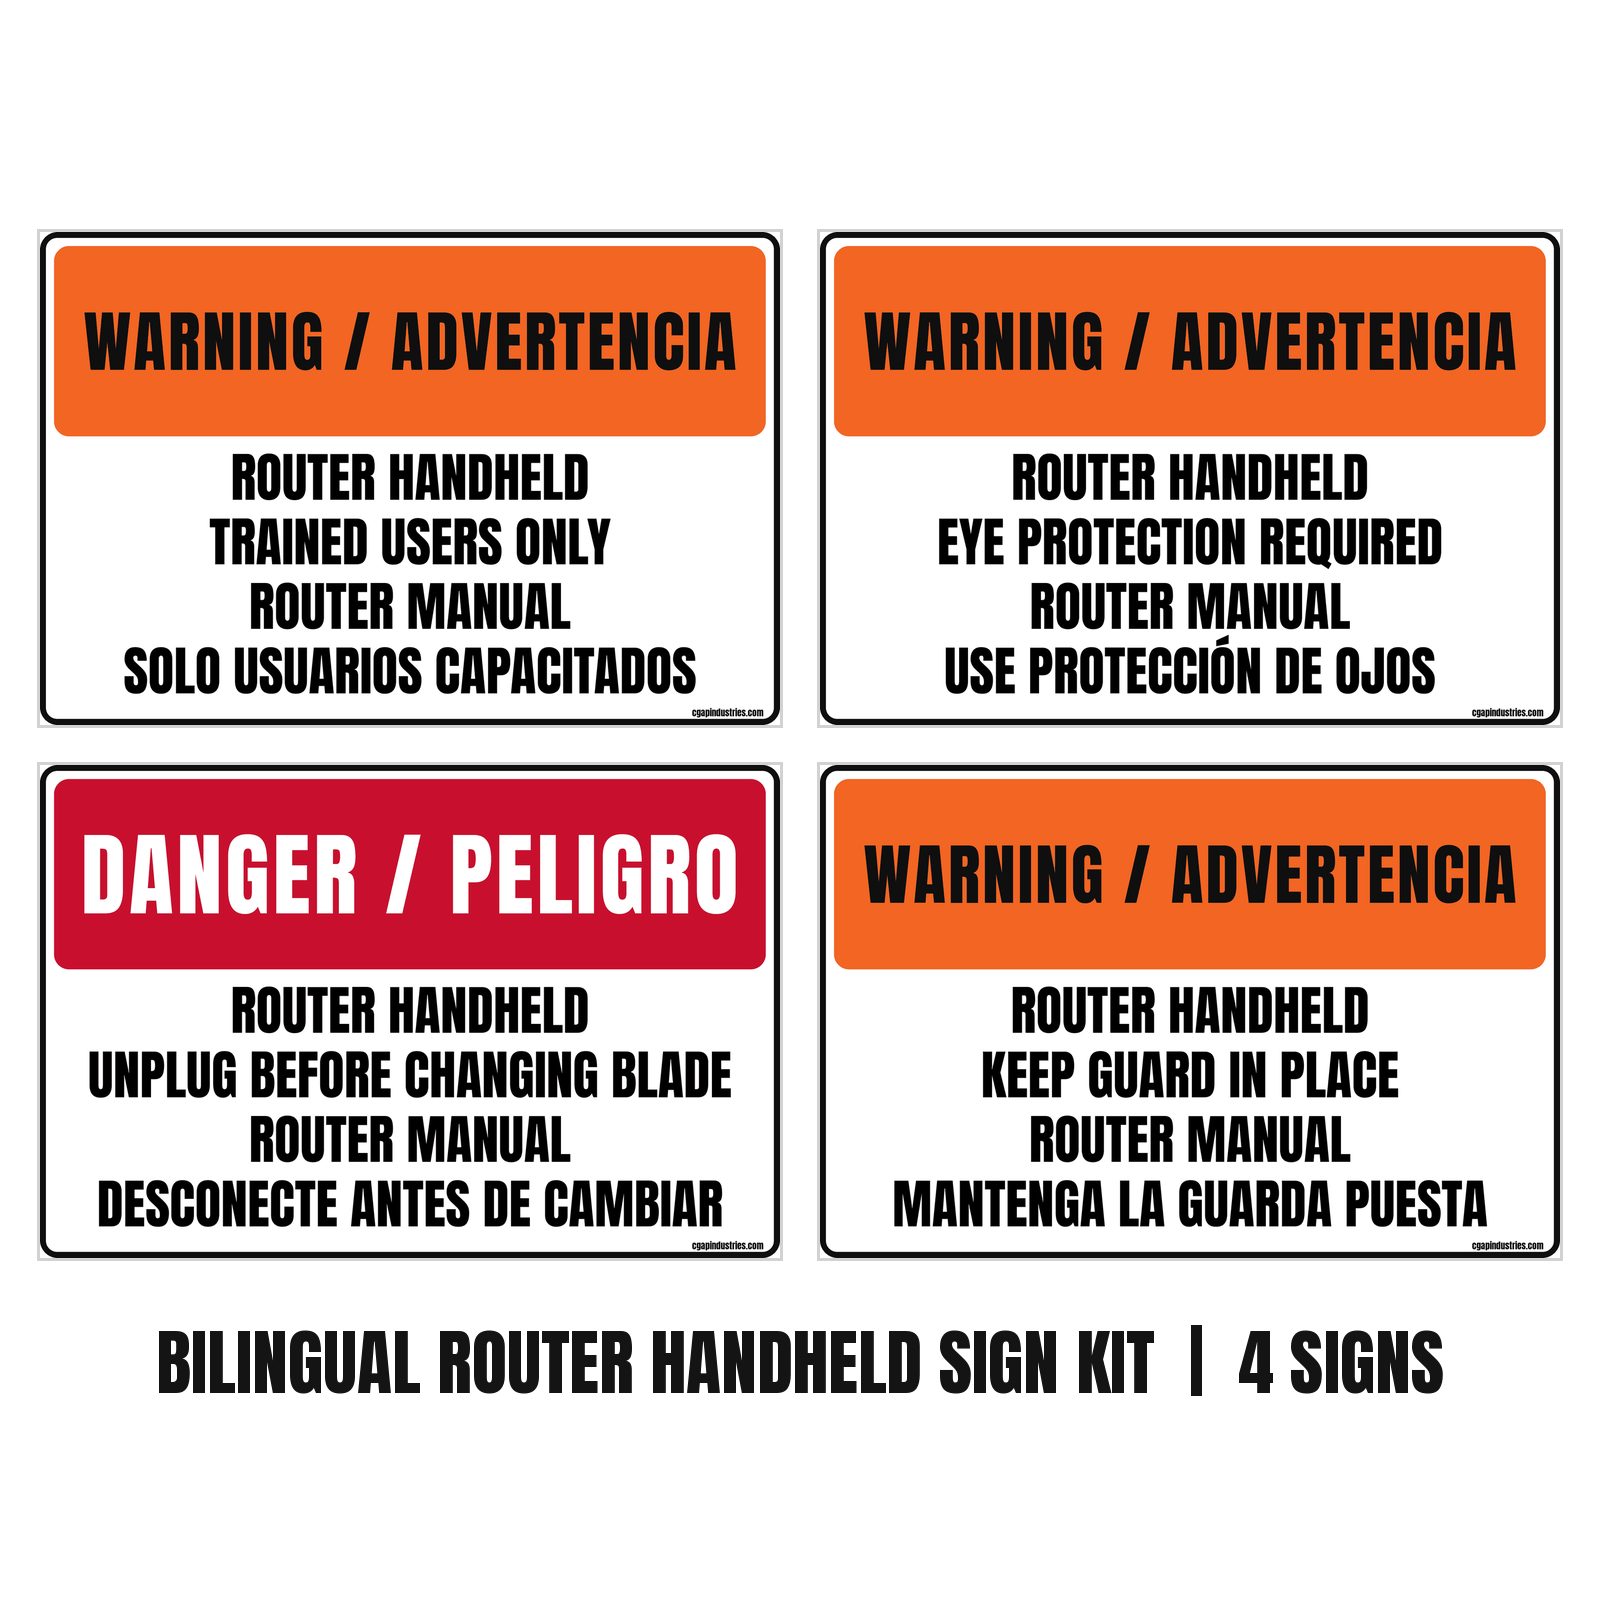 WARNING / ADVERTENCIA
ROUTER HANDHELD
TRAINED USERS ONLY
ROUTER MANUAL
SOLO USUARIOS CAPACITADOS
cgapindustries.com
WARNING / ADVERTENCIA
ROUTER HANDHELD
EYE PROTECTION REQUIRED
ROUTER MANUAL
USE PROTECCIÓN DE OJOS
cgapindustries.com
DANGER / PELIGRO
ROUTER HANDHELD
UNPLUG BEFORE CHANGING BLADE
ROUTER MANUAL
DESCONECTE ANTES DE CAMBIAR
cgapindustries.com
WARNING / ADVERTENCIA
ROUTER HANDHELD
KEEP GUARD IN PLACE
ROUTER MANUAL
MANTENGA LA GUARDA PUESTA
cgapindustries.com
BILINGUAL ROUTER HANDHELD SIGN KIT | 4 SIGNS